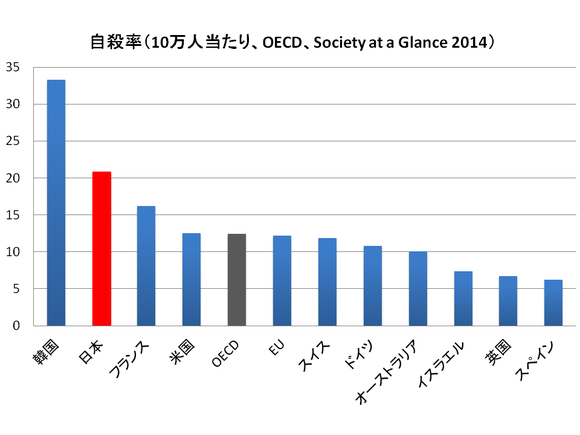 自殺率(10万人当たり、OECD、Society at a Glance 2014)
35
30
25
20
15
10
5
0
韓国
日本
フランス
米国
OECD
EU
スイス
ドイツ
オーストラリア
イスラエル
英国
スペイン